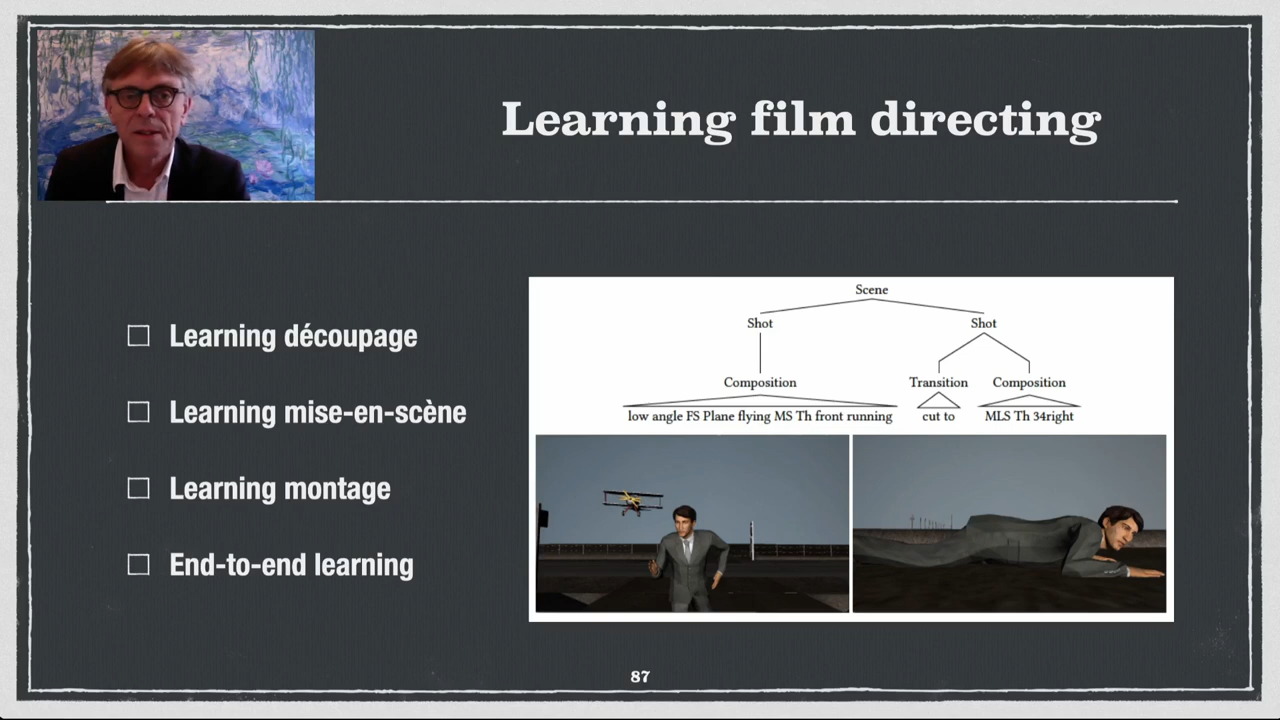 Learning film directing
Learning découpage
Learning mise-en-scène
Learning montage
End-to-end learning
Scene
Shot Shot
Composition Transition Composition
low angle FS Plane flying MS Th front running cut to MLS Th 34right
87